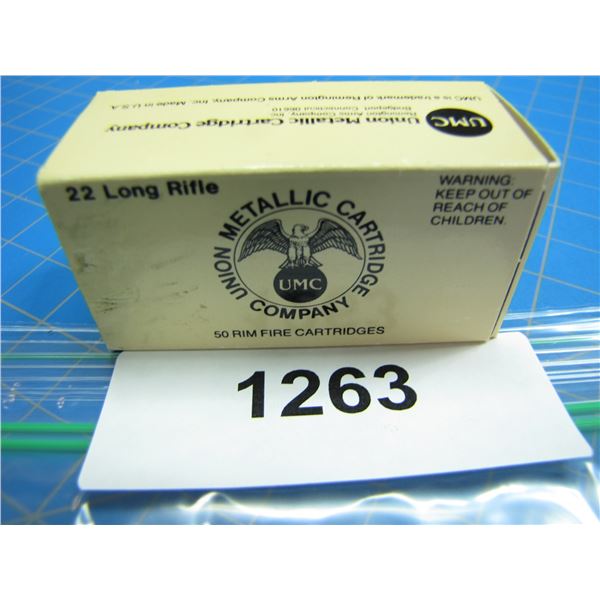 UMC is a trademark of Remington Arms Company, Inc. Made in U.S.A.
Bridgeport, Connecticut 06610
Remington Arms Company, Inc.
Union Metallic Cartridge Company
UMC
22 Long Rifle
WARNING:
KEEP OUT OF
REACH OF
CHILDREN.
UNION METALLIC CARTRIDGE COMPANY
UMC
50 RIM FIRE CARTRIDGES
1263